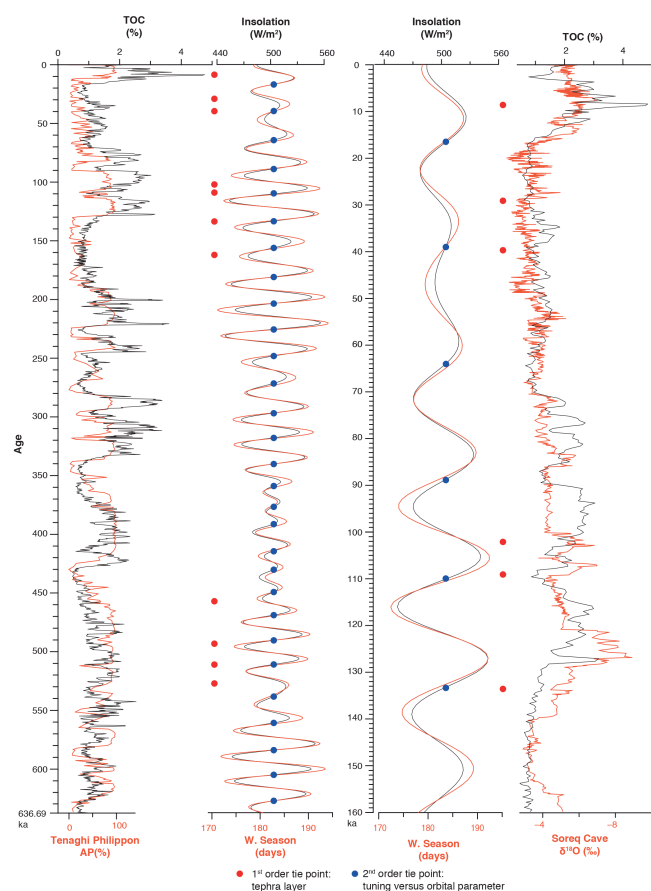 TOC
(%)
0 2 4
Insolation
(W/m²)
440 500 560
Insolation
(W/m²)
440 500 560
TOC (%)
2 4
Age
0
50
100
150
200
250
300
350
400
450
500
550
600
636.69
ka
0
10
20
30
40
50
60
70
80
90
100
110
120
130
140
150
160
ka
0 100
Tenaghi Philippon
AP(%)
170 180 190
W. Season
(days)
170 180 190
W. Season
(days)
−4 −8
Soreq Cave
δ¹⁸O (‰)
1st order tie point:
tephra layer
2nd order tie point:
tuning versus orbital parameter